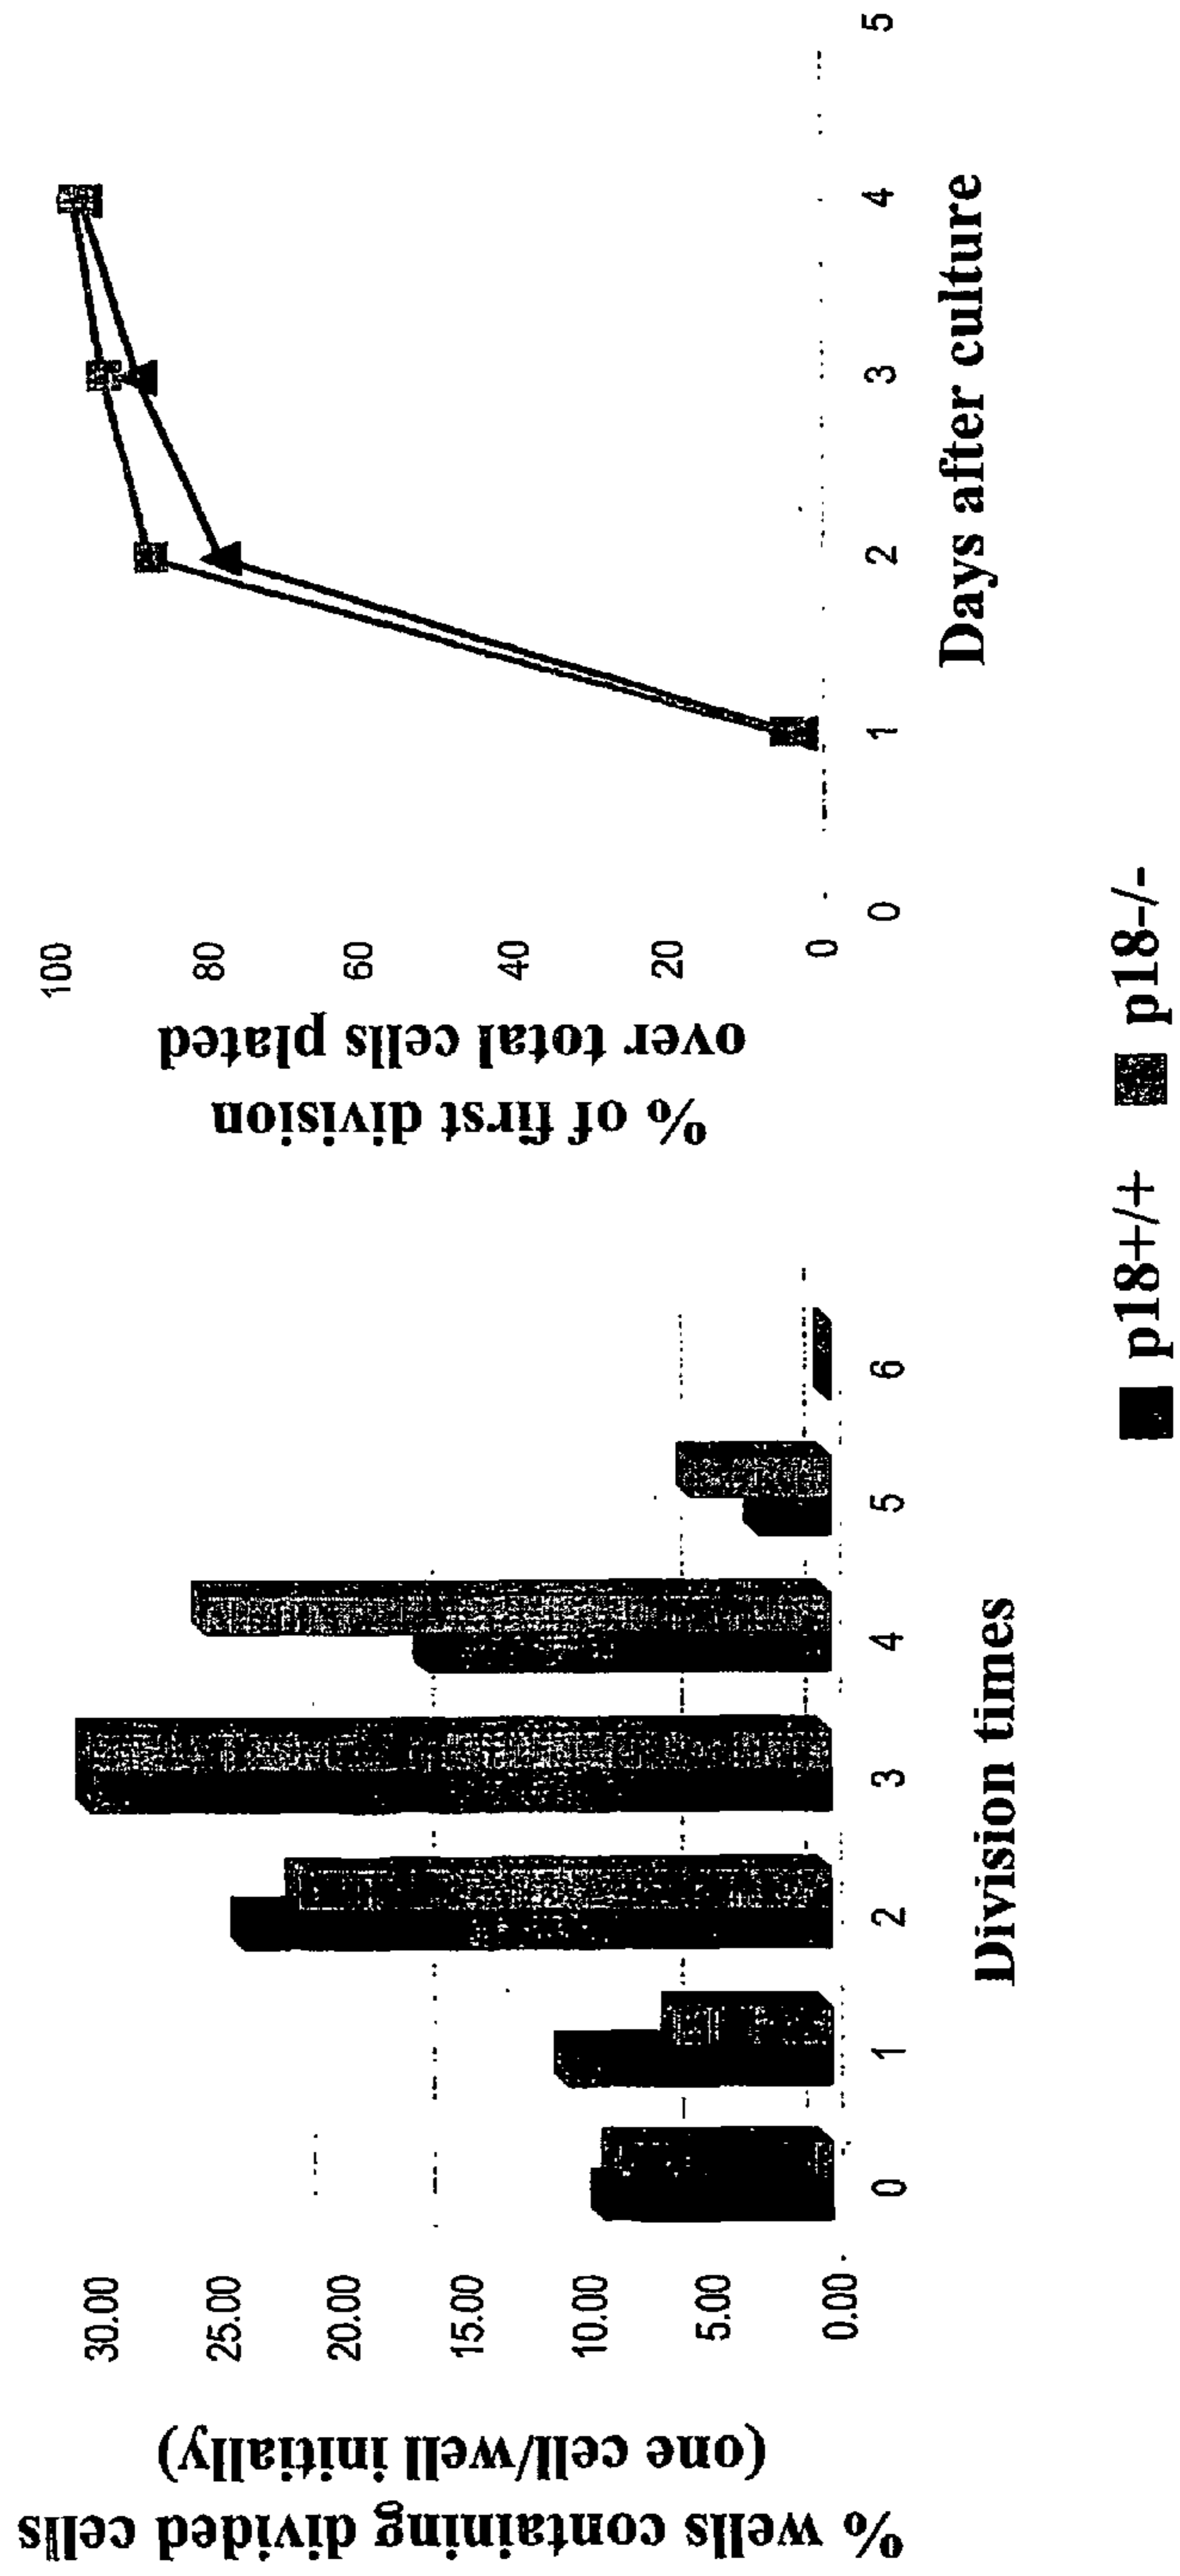 % wells containing divided cells
(one cell/well initially)
30.00
25.00
20.00
15.00
10.00
5.00
0.00
0 1 2 3 4 5 6
Division times
% of first division
over total cells plated
100
80
60
40
20
0
0 1 2 3 4 5
Days after culture
p18+/+ p18-/-